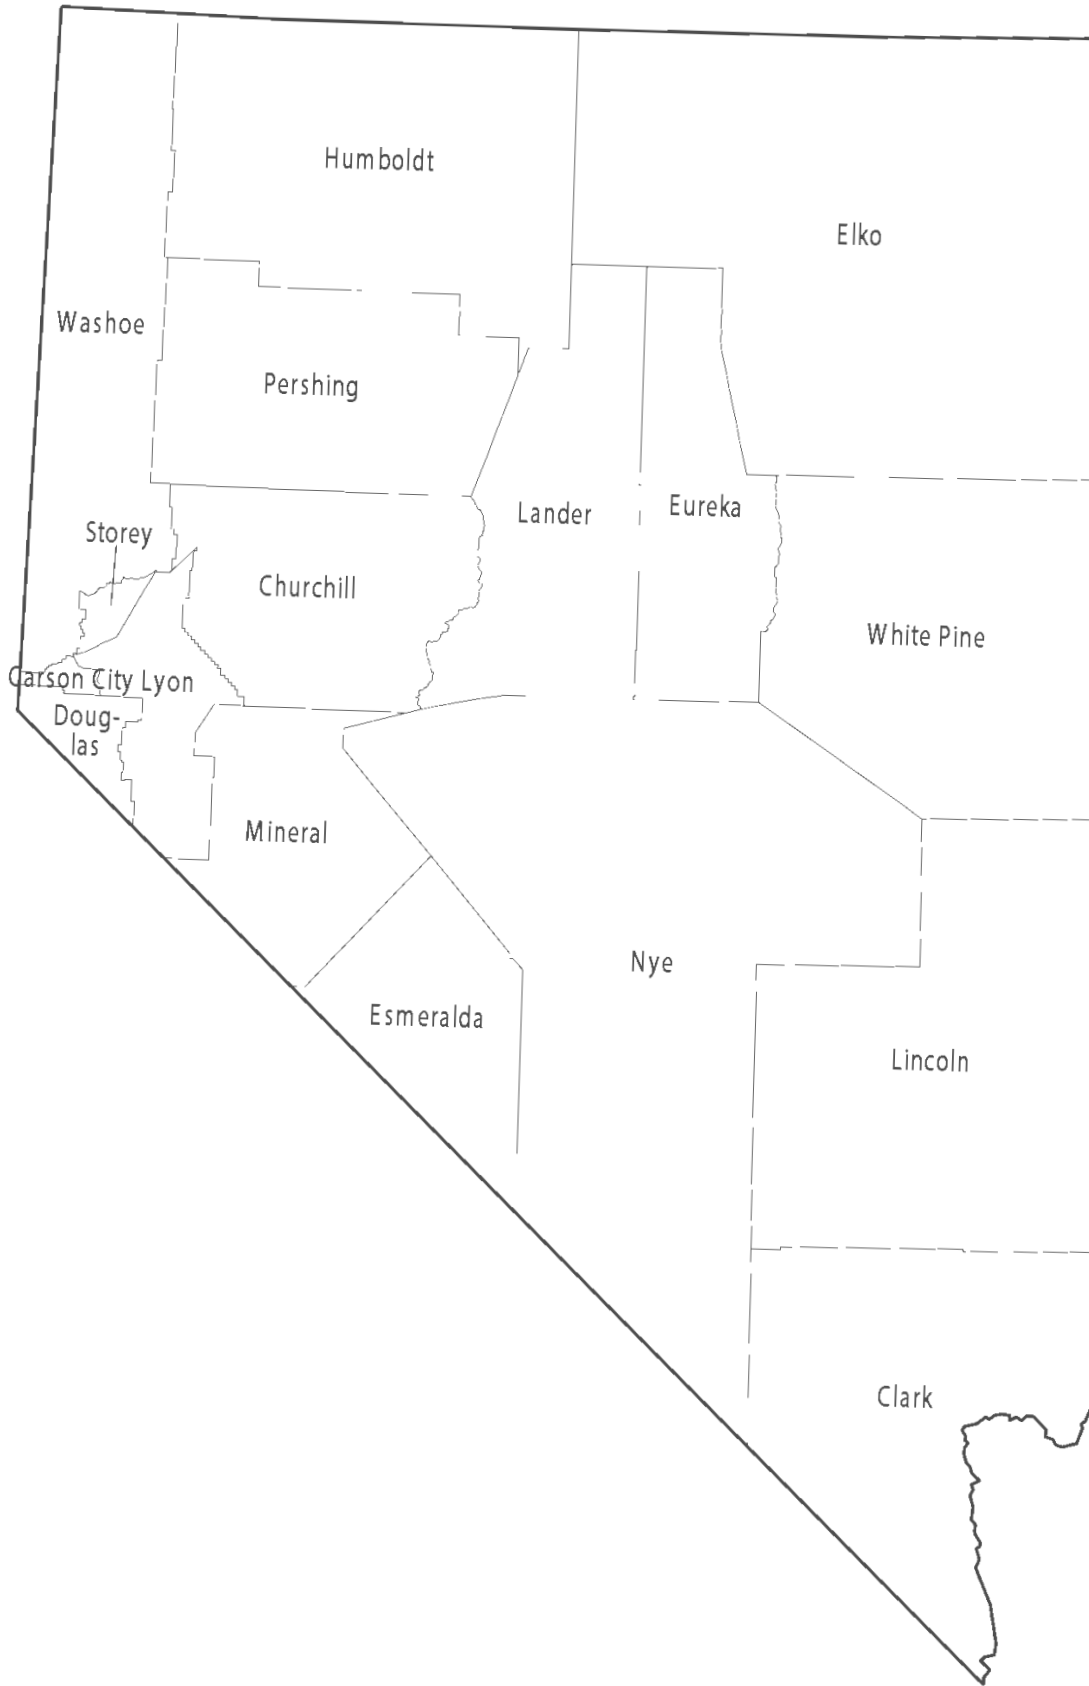 Humboldt
Elko
Washoe
Pershing
Lander
Eureka
Storey
Churchill
White Pine
Carson City Lyon
Doug-
las
Mineral
Nye
Esmeralda
Lincoln
Clark